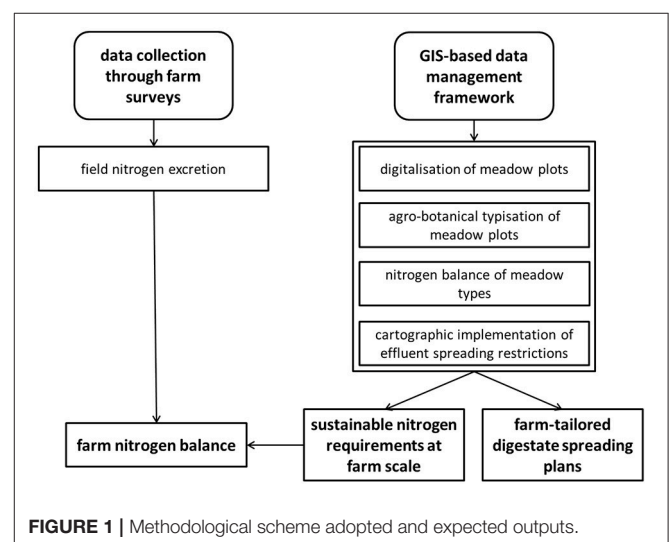 data collection
through farm
surveys
field nitrogen excretion
farm nitrogen balance
GIS-based data
management
framework
digitalisation of meadow plots
agro-botanical typisation of
meadow plots
nitrogen balance of meadow
types
cartographic implementation of
effluent spreading restrictions
sustainable nitrogen
requirements at
farm scale
farm-tailored
digestate spreading
plans
FIGURE 1 | Methodological scheme adopted and expected outputs.